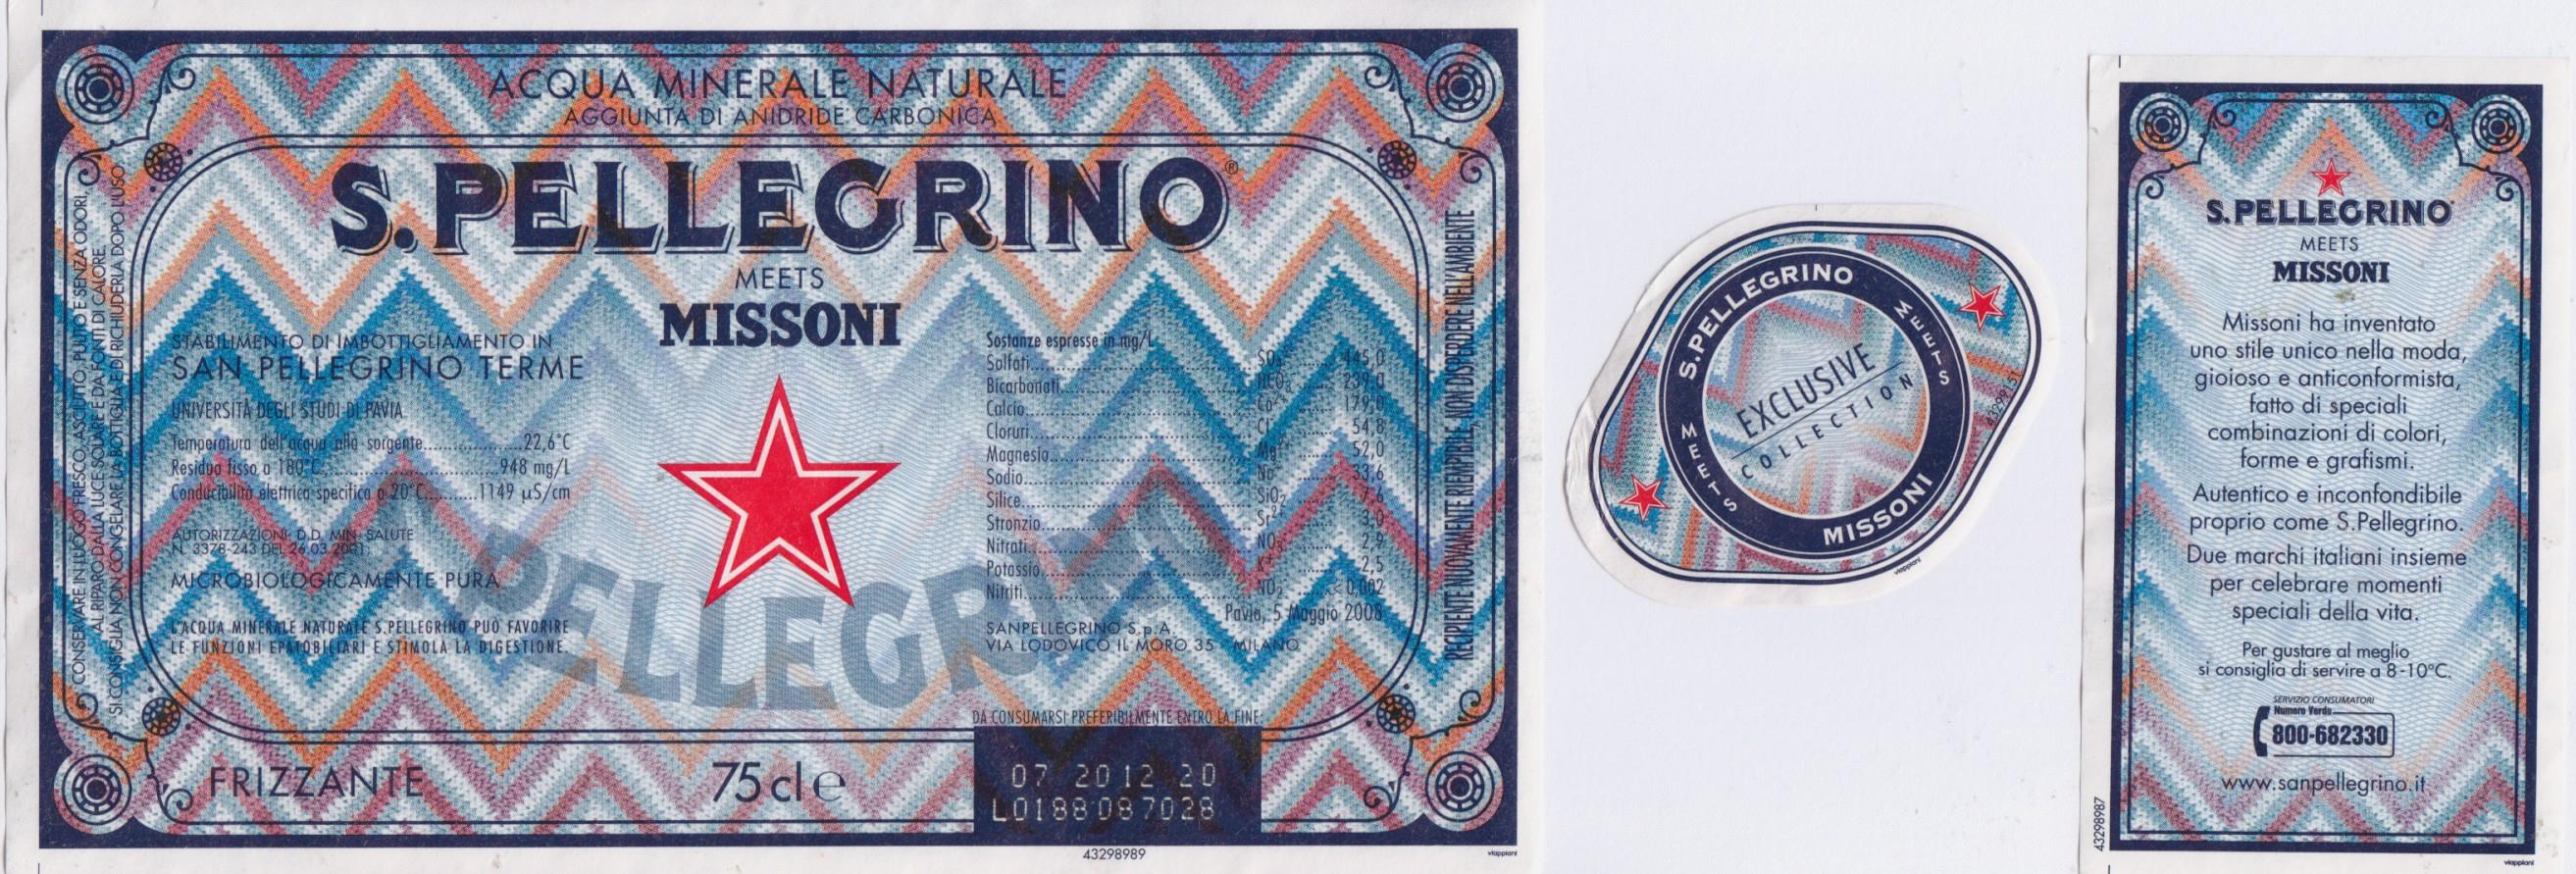 ACQUA MINERALE NATURALE
AGGIUNTA DI ANIDRIDE CARBONICA
S.PELLEGRINO®
MEETS
MISSONI
STABILIMENTO DI IMBOTTIGLIAMENTO IN
SAN PELLEGRINO TERME
UNIVERSITÀ DEGLI STUDI DI PAVIA
Temperatura dell'acqua alla sorgente....................22,6°C
Residuo fisso a 180°C....................948 mg/L
Conducibilità elettrica specifica a 20°C...........1149 µS/cm
AUTORIZZAZIONI: D.D. MIN. SALUTE
N. 3378-243 DEL 26.03.2001
MICROBIOLOGICAMENTE PURA
L'ACQUA MINERALE NATURALE S.PELLEGRINO PUÒ FAVORIRE
LE FUNZIONI EPATOBILIARI E STIMOLA LA DIGESTIONE.
Sostanze espresse in mg/L
Solfati SO₄ 445,0
Bicarbonati HCO₃ 239,0
Calcio Ca²⁺ 179,0
Cloruri Cl⁻ 54,8
Magnesio Mg²⁺ 52,0
Sodio Na⁺ 33,6
Silice SiO₂ 7,6
Stronzio Sr²⁺ 3,0
Nitrati NO₃ 2,9
Potassio K⁺ 2,5
Nitriti NO₂ < 0,002
Pavia, 5 Maggio 2008
SANPELLEGRINO S.p.A.
VIA LODOVICO IL MORO 35 MILANO
PELLEGR
DA CONSUMARSI PREFERIBILMENTE ENTRO LA FINE:
07 2012 20
L0188087028
FRIZZANTE
75 cl e
CONSERVARE IN LUOGO FRESCO, ASCIUTTO, PULITO E SENZA ODORI,
AL RIPARO DALLA LUCE SOLARE E DA FONTI DI CALORE.
SI CONSIGLIA NON CONGELARE LA BOTTIGLIA E DI RICHIUDERLA DOPO L'USO
RECIPIENTE NUOVAMENTE RIEMPIBILE, NON DISPERDERE NELL'AMBIENTE
43298989
viappiani
S.PELLEGRINO
MEETS
MISSONI
MEETS
EXCLUSIVE
COLLECTION
viappiani
S.PELLEGRINO
MEETS
MISSONI
Missoni ha inventato
uno stile unico nella moda,
gioioso e anticonformista,
fatto di speciali
combinazioni di colori,
forme e grafismi.
Autentico e inconfondibile
proprio come S.Pellegrino.
Due marchi italiani insieme
per celebrare momenti
speciali della vita.
Per gustare al meglio
si consiglia di servire a 8-10°C.
SERVIZIO CONSUMATORI
Numero Verde
800-682330
www.sanpellegrino.it
43298987
viappiani